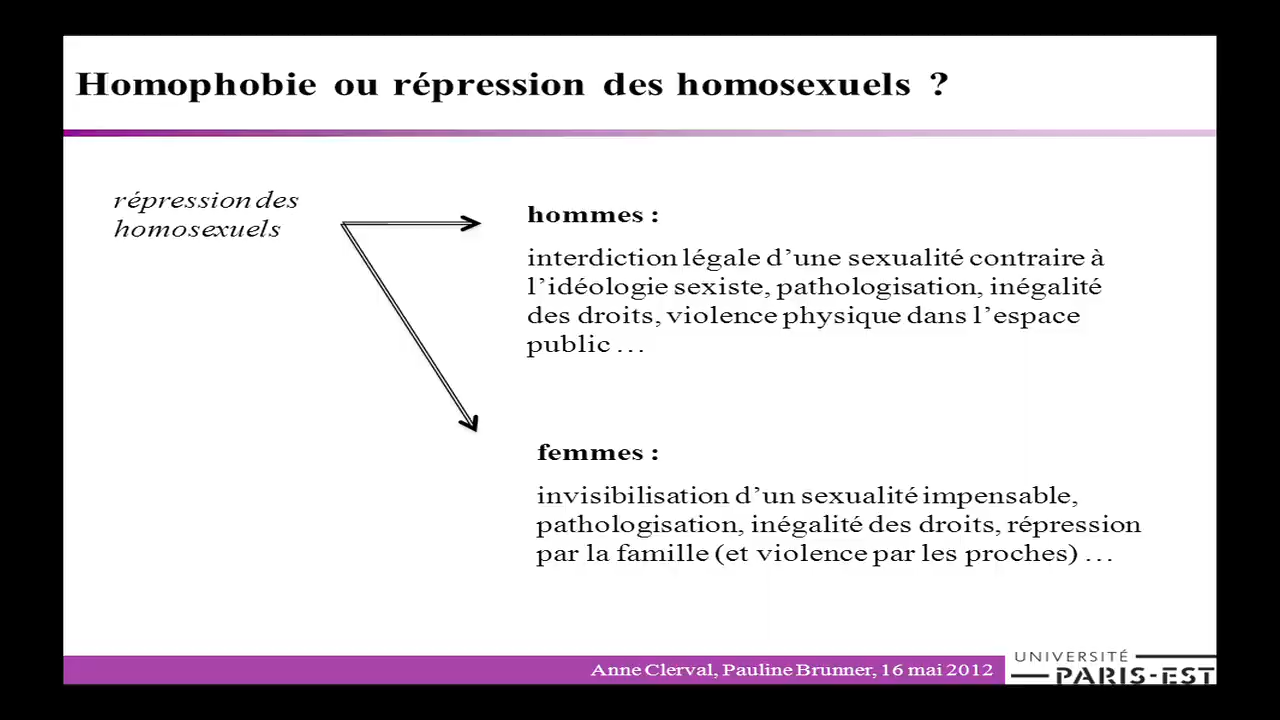 Homophobie ou répression des homosexuels ?
répression des
homosexuels
hommes :
interdiction légale d’une sexualité contraire à
l’idéologie sexiste, pathologisation, inégalité
des droits, violence physique dans l’espace
public …
femmes :
invisibilisation d’un sexualité impensable,
pathologisation, inégalité des droits, répression
par la famille (et violence par les proches) …
Anne Clerval, Pauline Brunner, 16 mai 2012
UNIVERSITÉ
PARIS-EST